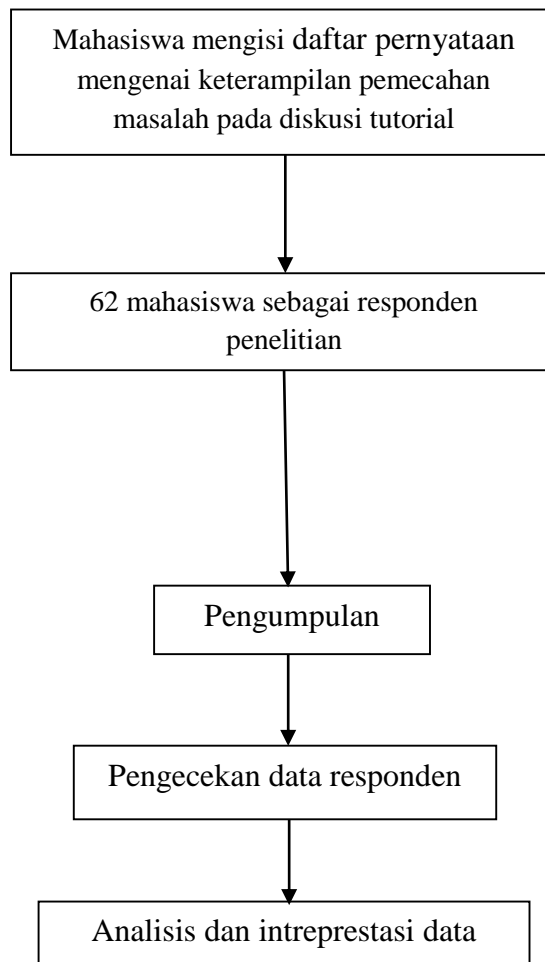 Mahasiswa mengisi daftar pernyataan
mengenai keterampilan pemecahan
masalah pada diskusi tutorial
62 mahasiswa sebagai responden
penelitian
Pengumpulan
Pengecekan data responden
Analisis dan intreprestasi data